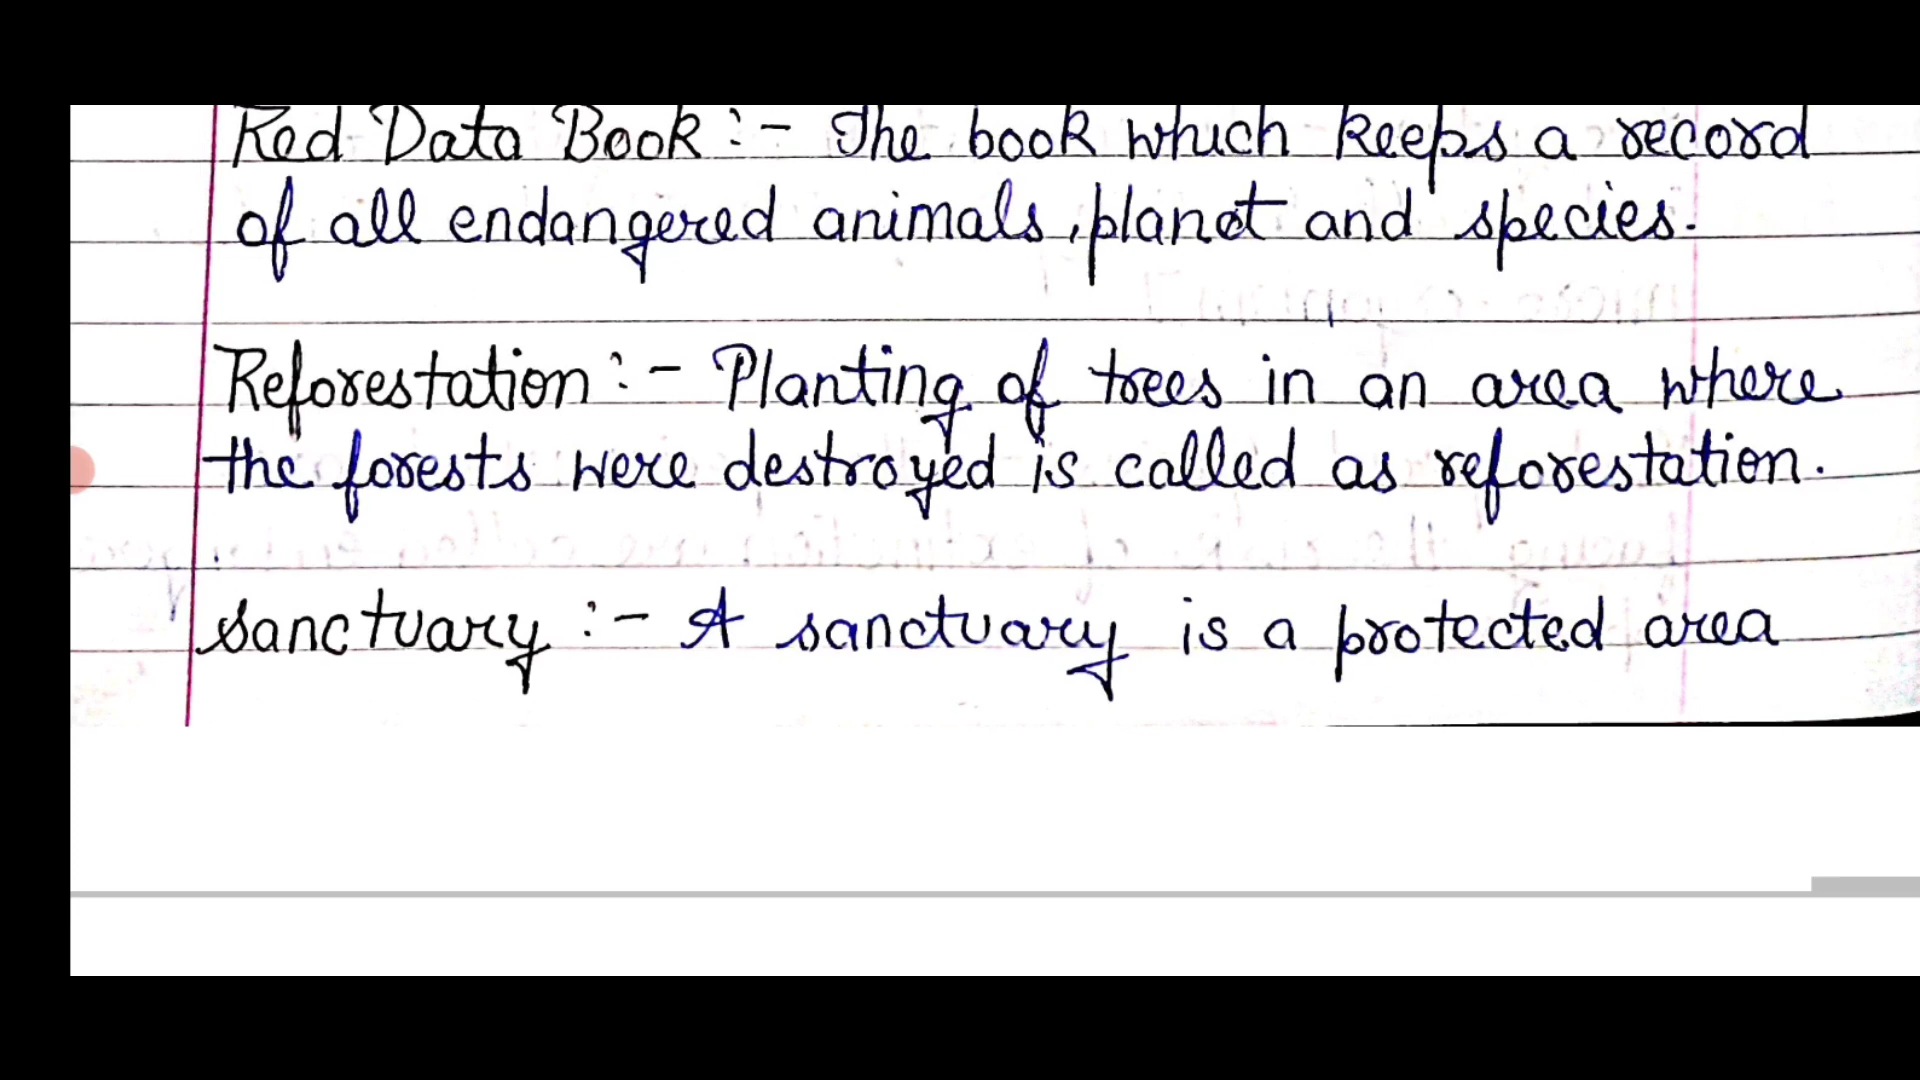 Red Data Book :- The book which keeps a record
of all endangered animals, planet and species.
Reforestation :- Planting of trees in an area where
the forests were destroyed is called as reforestation.
Sanctuary :- A sanctuary is a protected area